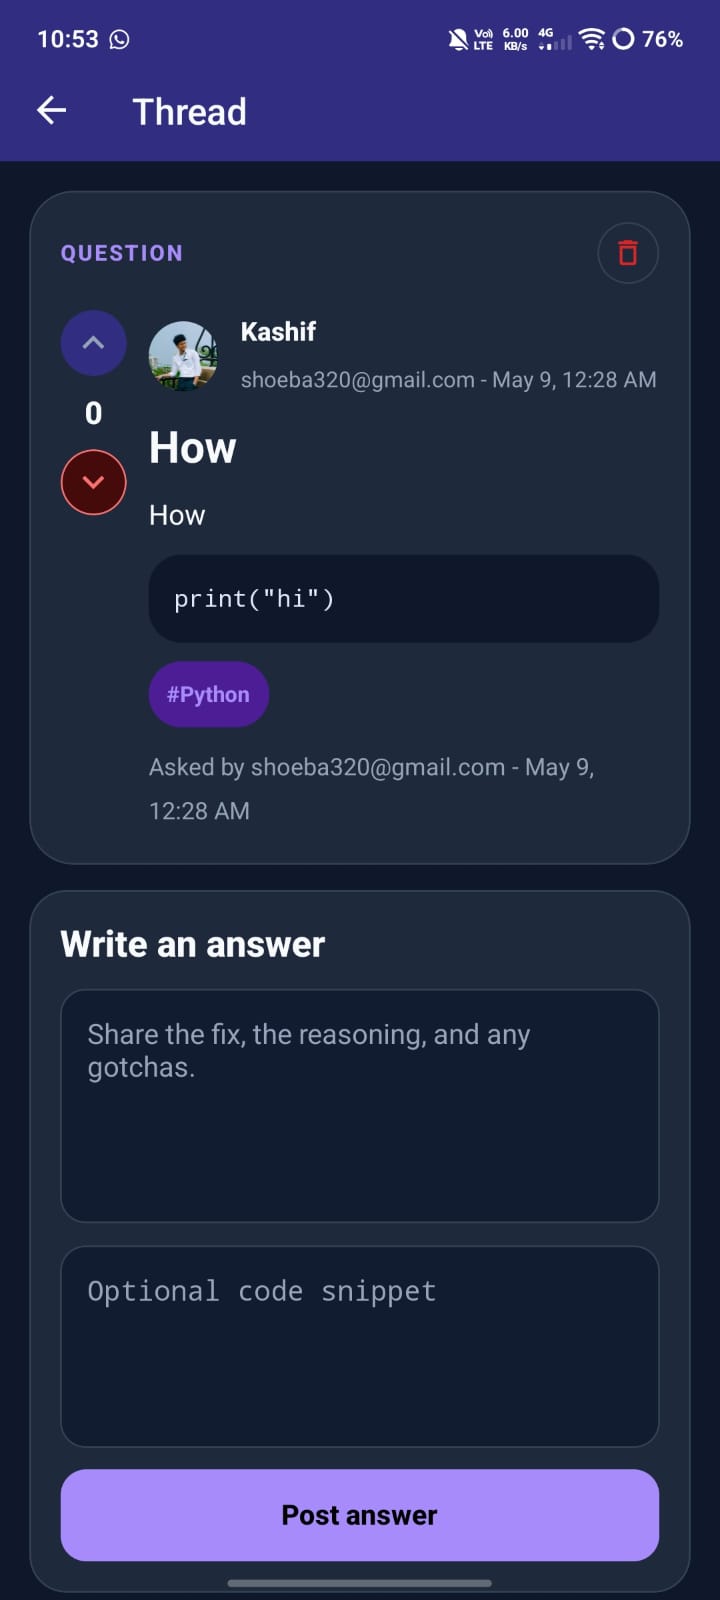 10:53 Vo) LTE 6.00 KB/s 4G 76%
Thread
QUESTION
Kashif
shoeba320@gmail.com - May 9, 12:28 AM
0
How
How
print("hi")
#Python
Asked by shoeba320@gmail.com - May 9,
12:28 AM
Write an answer
Share the fix, the reasoning, and any
gotchas.
Optional code snippet
Post answer